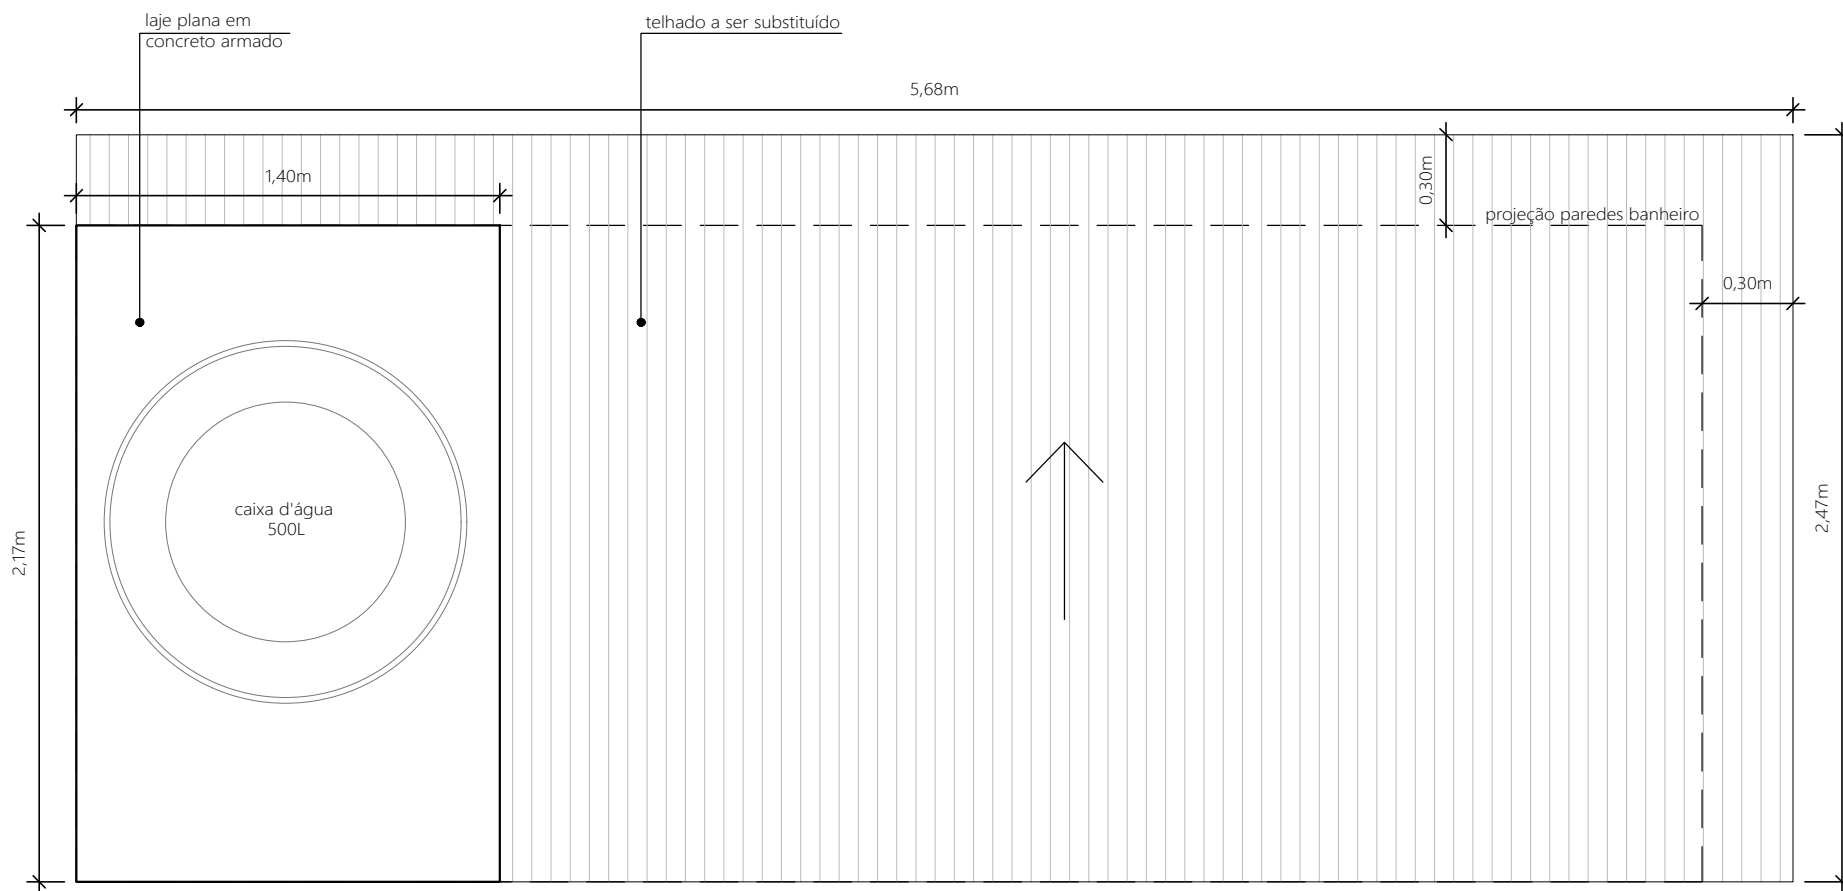 laje plana em
concreto armado
telhado a ser substituído
5,68m
1,40m
0,30m
projeção paredes banheiro
0,30m
caixa d'água
500L
2,17m
2,47m